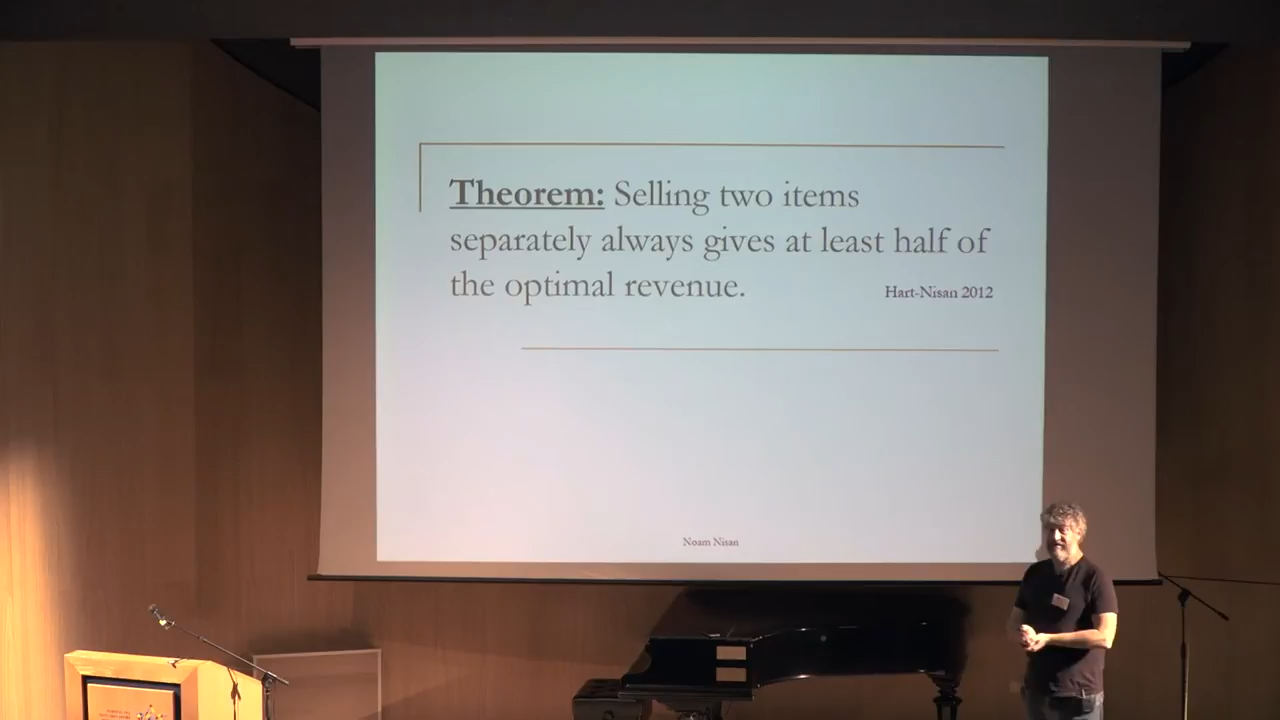 Theorem: Selling two items
separately always gives at least half of
the optimal revenue.
Hart-Nisan 2012
Noam Nisan